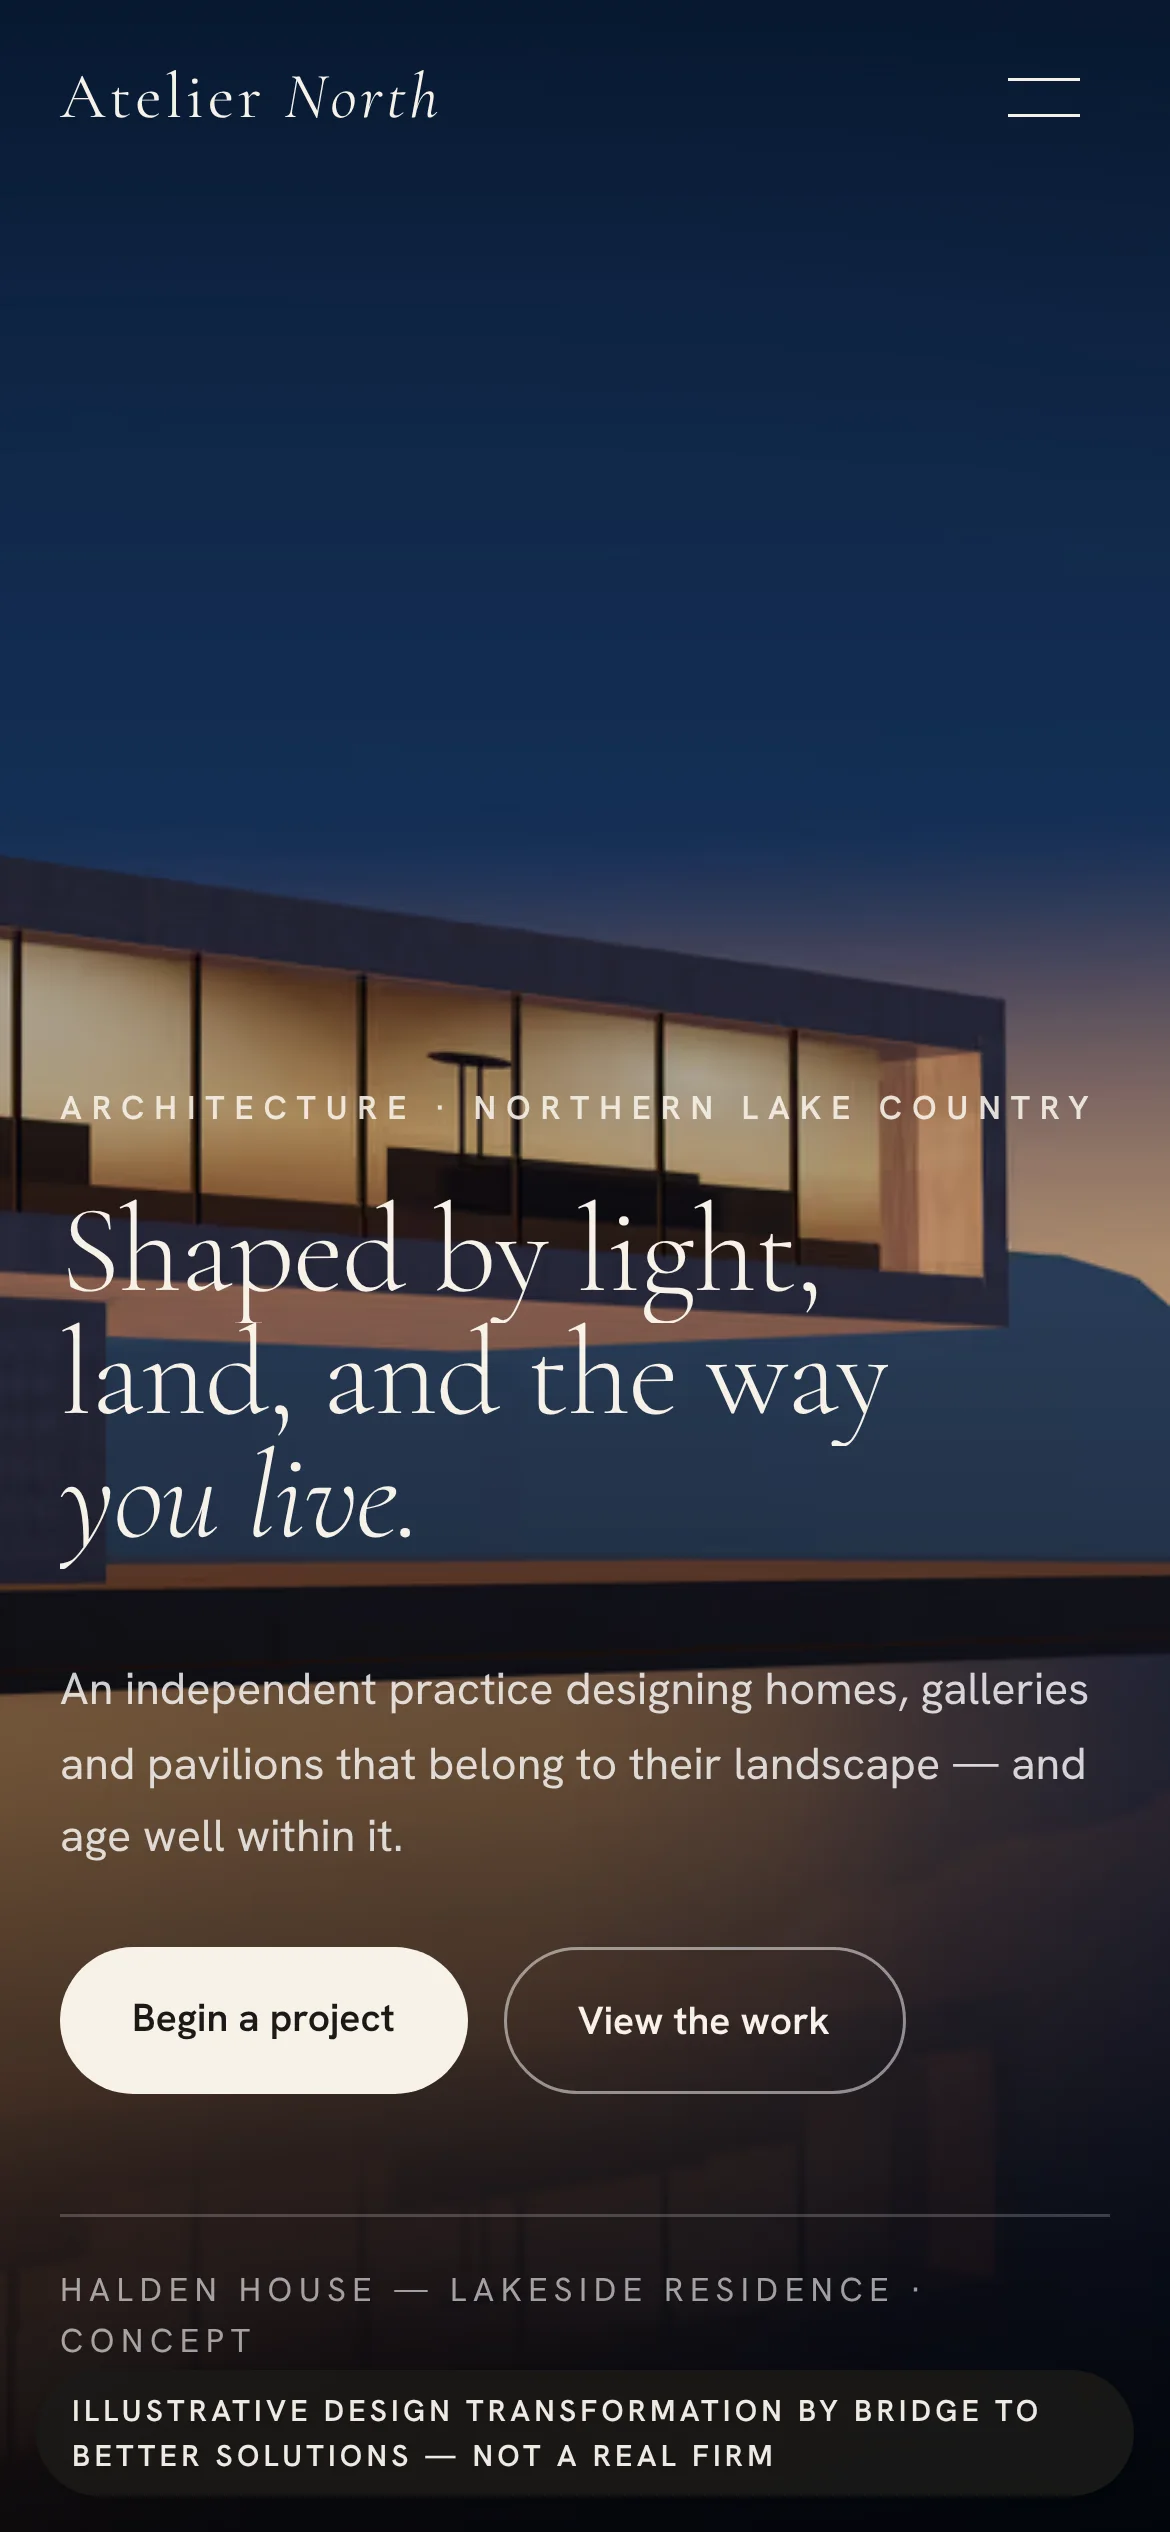 Atelier North
ARCHITECTURE · NORTHERN LAKE COUNTRY
Shaped by light,
land, and the way
you live.
An independent practice designing homes, galleries
and pavilions that belong to their landscape — and
age well within it.
Begin a project
View the work
HALDEN HOUSE — LAKESIDE RESIDENCE ·
CONCEPT
ILLUSTRATIVE DESIGN TRANSFORMATION BY BRIDGE TO
BETTER SOLUTIONS — NOT A REAL FIRM